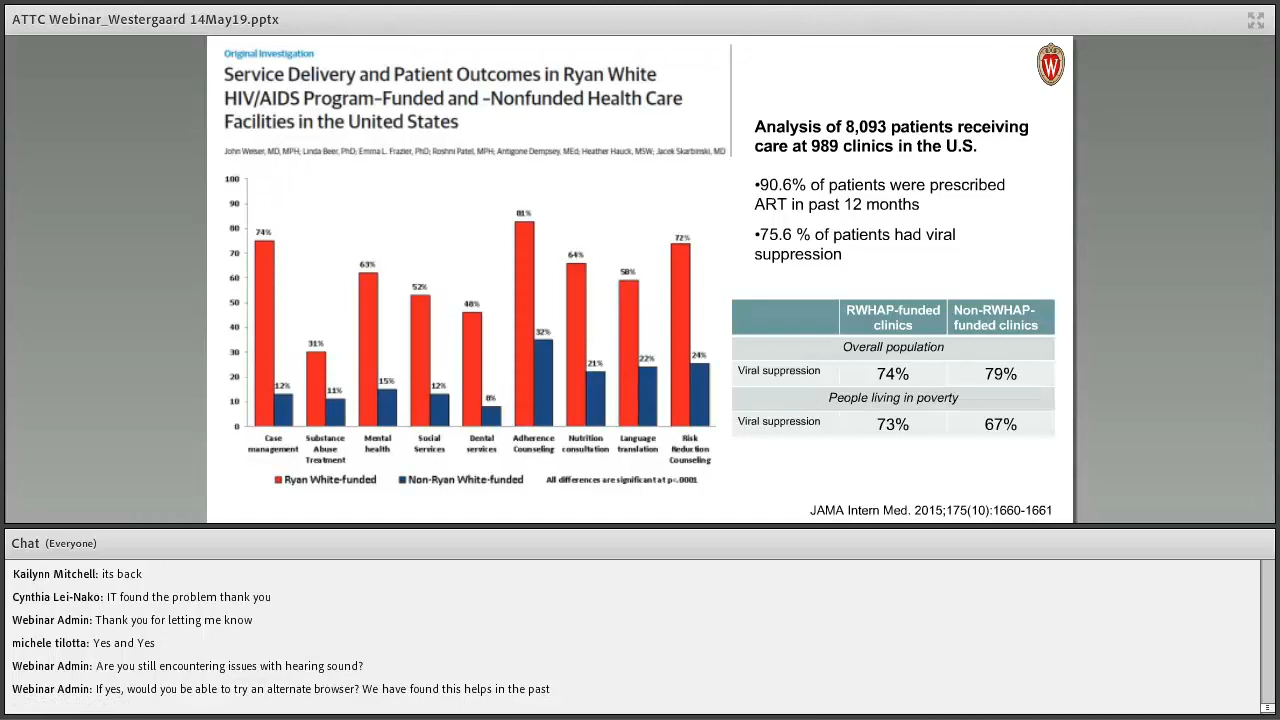 ATTC Webinar_Westergaard 14May19.pptx
Original Investigation
Service Delivery and Patient Outcomes in Ryan White
HIV/AIDS Program–Funded and –Nonfunded Health Care
Facilities in the United States
John Weiser, MD, MPH; Linda Beer, PhD; Emma L. Frazier, PhD; Roshni Patel, MPH; Antigone Dempsey, MEd; Heather Hauck, MSW; Jacek Skarbinski, MD
W
Analysis of 8,093 patients receiving
care at 989 clinics in the U.S.
•90.6% of patients were prescribed
ART in past 12 months
•75.6 % of patients had viral
suppression
100
90
80
70
60
50
40
30
20
10
0
74%
12%
31%
11%
63%
15%
52%
12%
48%
8%
81%
32%
64%
21%
58%
22%
72%
24%
Case
management
Substance
Abuse
Treatment
Mental
health
Social
Services
Dental
services
Adherence
Counseling
Nutrition
consultation
Language
translation
Risk
Reduction
Counseling
Ryan White-funded
Non-Ryan White-funded
All differences are significant at p<.0001
RWHAP-funded
clinics
Non-RWHAP-
funded clinics
Overall population
Viral suppression 74% 79%
People living in poverty
Viral suppression 73% 67%
JAMA Intern Med. 2015;175(10):1660-1661
Chat (Everyone)
Kailynn Mitchell: its back
Cynthia Lei-Nako: IT found the problem thank you
Webinar Admin: Thank you for letting me know
michele tilotta: Yes and Yes
Webinar Admin: Are you still encountering issues with hearing sound?
Webinar Admin: If yes, would you be able to try an alternate browser? We have found this helps in the past